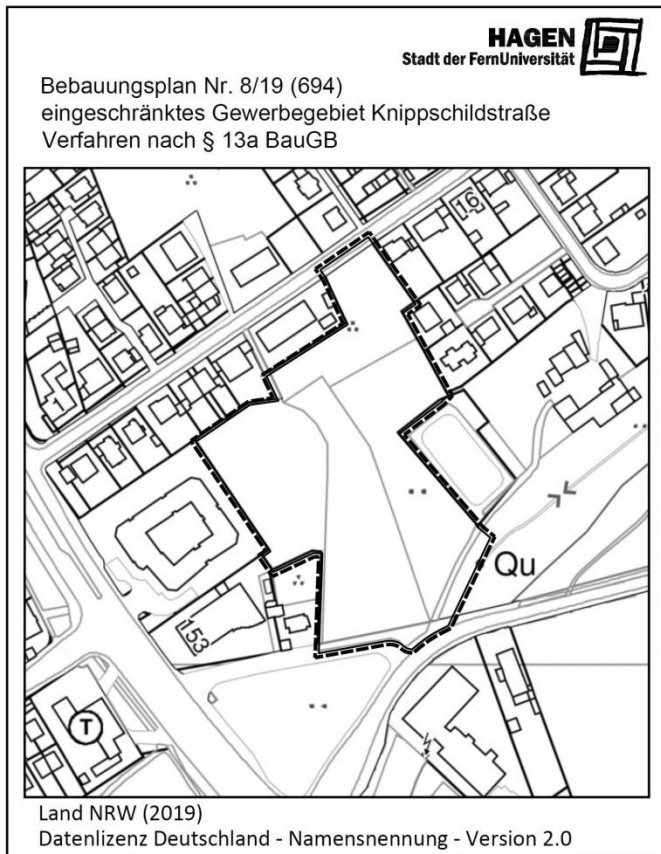 HAGEN
Stadt der FernUniversität
Bebauungsplan Nr. 8/19 (694)
eingeschränktes Gewerbegebiet Knippschildstraße
Verfahren nach § 13a BauGB
16
Qu
153
T
Land NRW (2019)
Datenlizenz Deutschland - Namensnennung - Version 2.0